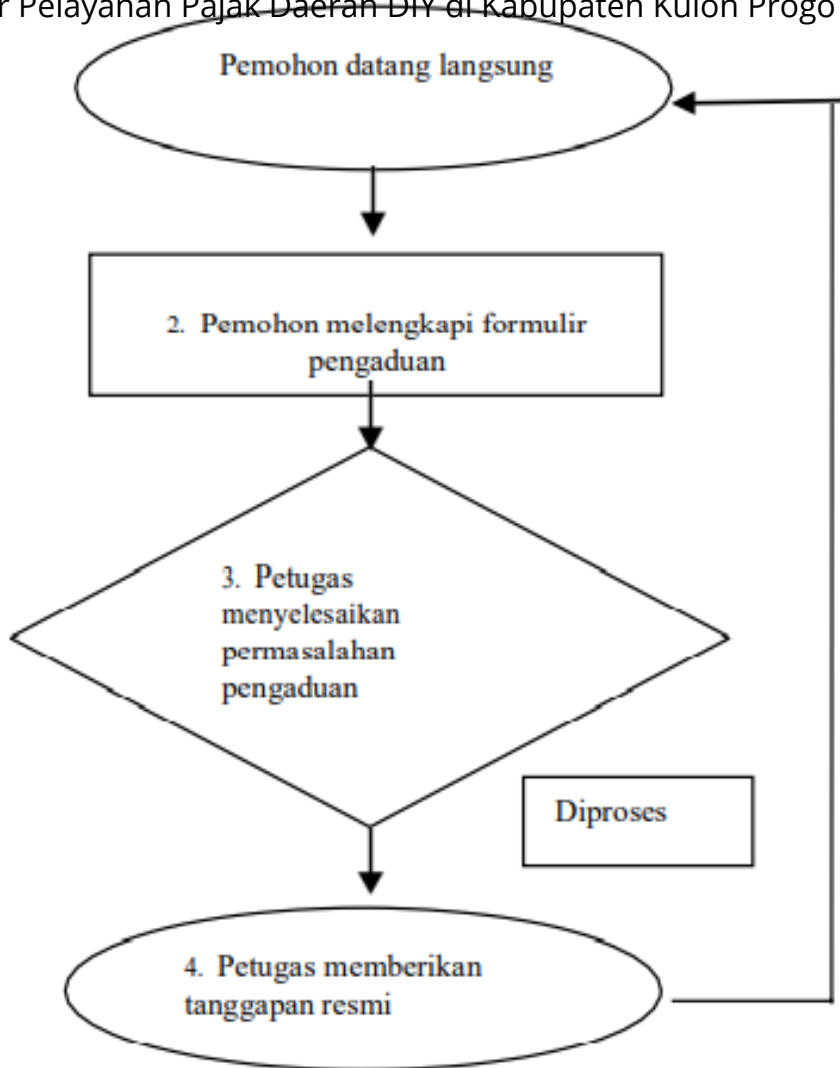 r Pelayanan Pajak Daerah DIY di Kabupaten Kulon Progo
Pemohon datang langsung
2. Pemohon melengkapi formulir
pengaduan
3. Petugas
menyelesaikan
permasalahan
pengaduan
Diproses
4. Petugas memberikan
tanggapan resmi